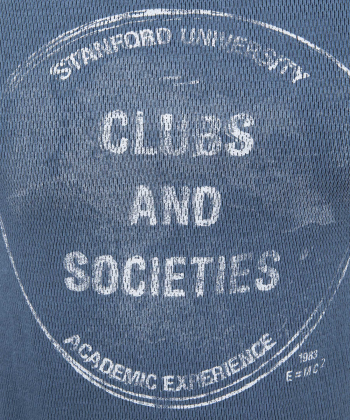 STANFORD UNIVERSITY
CLUBS
AND
SOCIETIES
ACADEMIC EXPERIENCE
1983
E=MC2